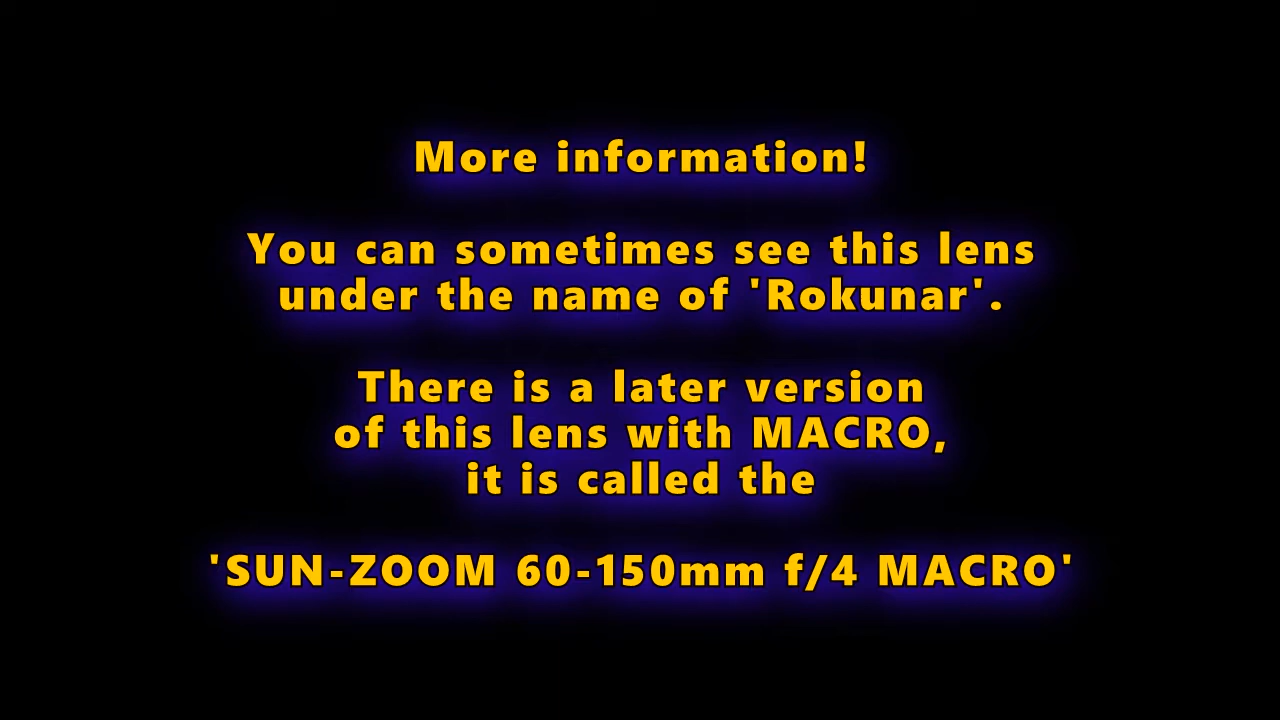 More information!
You can sometimes see this lens
under the name of 'Rokunar'.
There is a later version
of this lens with MACRO,
it is called the
'SUN-ZOOM 60-150mm f/4 MACRO'